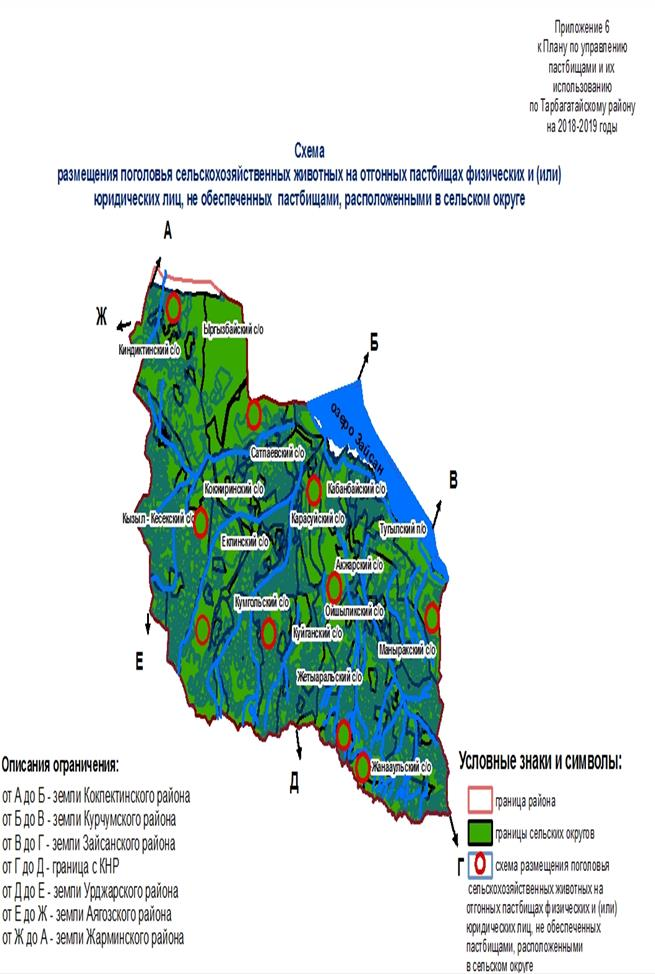 Приложение 6
к Плану по управлению
пастбищами и их
использованию
по Тарбагатайскому району
на 2018-2019 годы
Схема
размещения поголовья сельскохозяйственных животных на отгонных пастбищах физических и (или)
юридических лиц, не обеспеченных пастбищами, расположенными в сельском округе
А
Ж
Ыргызбайский с/о
Киндиктинский с/о
Б
озеро Зайсан
Сатпаевский с/о
В
Кокжиринский с/о
Кабанбайский с/о
Кызыл - Кесекский с/о
Карасуйский с/о
Тугылский п/о
Екпинский с/о
Акжарский с/о
Кумгольский с/о
Ойшыликский с/о
Куйганский с/о
Маныракский с/о
Е
Жетыаральский с/о
Жанааульский с/о
Д
Г
Описания ограничения:
от А до Б - земли Кокпектинского района
от Б до В - земли Курчумского района
от В до Г - земли Зайсанского района
от Г до Д - граница с КНР
от Д до Е - земли Урджарского района
от Е до Ж - земли Аягозского района
от Ж до А - земли Жарминского района
Условные знаки и символы:
граница района
границы сельских округов
схема размещения поголовья
сельскохозяйственных животных на
отгонных пастбищах физических и (или)
юридических лиц, не обеспеченных
пастбищами, расположенными
в сельском округе